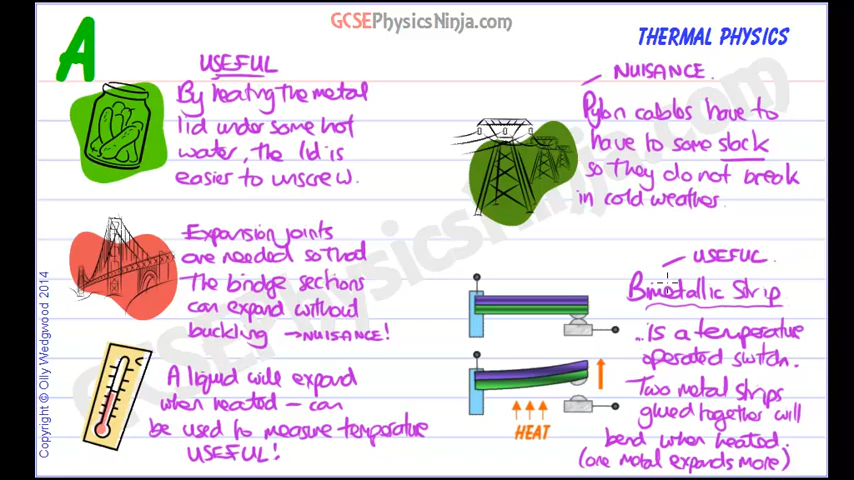 GCSEPhysicsNinja.com
THERMAL PHYSICS
A
USEFUL
By heating the metal
lid under some hot
water, the lid is
easier to unscrew.
Expansion joints
are needed so that
the bridge sections
can expand without
buckling → NUISANCE!
A liquid will expand
when heated – can
be used to measure temperature
USEFUL!
NUISANCE.
Pylon cables have to
have to some slack
so they do not break
in cold weather.
USEFUL.
Bimetallic Strip
...is a temperature
operated switch.
Two metal strips
glued together will
bend when heated.
(one metal expands more)
HEAT
Copyright © Olly Wedgwood 2014
GCSEPhysicsNinja.com